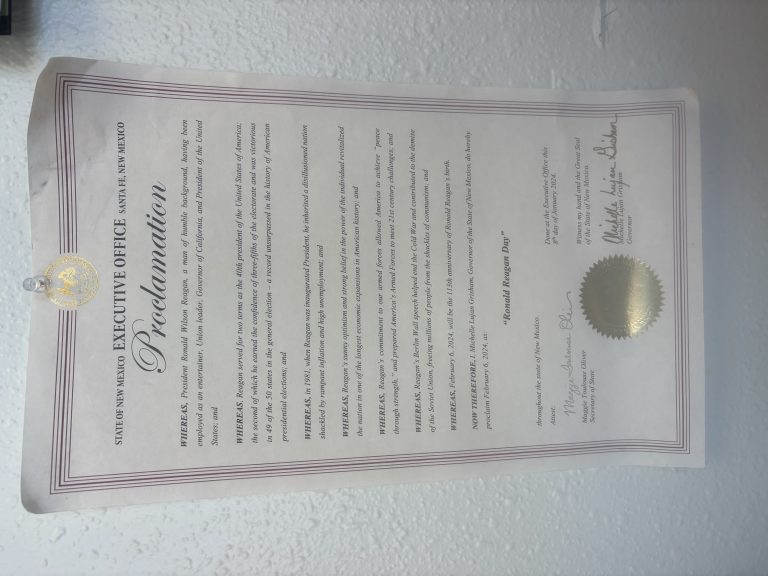 STATE OF NEW MEXICO EXECUTIVE OFFICE SANTA FE, NEW MEXICO
Proclamation
WHEREAS, President Ronald Wilson Reagan, a man of humble background, having been
employed as an entertainer, Union leader, Governor of California, and President of the United
States; and
WHEREAS, Reagan served for two terms as the 40th president of the United States of America;
the second of which he earned the confidence of three-fifths of the electorate and was victorious
in 49 of the 50 states in the general election – a record unsurpassed in the history of American
presidential elections; and
WHEREAS, in 1981, when Reagan was inaugurated President, he inherited a disillusioned nation
shackled by rampant inflation and high unemployment; and
WHEREAS, Reagan's sunny optimism and strong belief in the power of the individual revitalized
the nation in one of the longest economic expansions in American history; and
WHEREAS, Reagan's commitment to our armed forces allowed America to achieve "peace
through strength," and prepared America's Armed Forces to meet 21st century challenges; and
WHEREAS, Reagan's Berlin Wall speech helped end the Cold War and contributed to the demise
of the Soviet Union, freeing millions of people from the shackles of communism; and
WHEREAS, February 6, 2024, will be the 113th anniversary of Ronald Reagan's birth.
NOW THEREFORE, I, Michelle Lujan Grisham, Governor of the State of New Mexico, do hereby
proclaim February 6, 2024, as:
"Ronald Reagan Day"
throughout the state of New Mexico.
Attest:
Maggie Toulouse Oliver
Secretary of State
Done at the Executive Office this
8th day of January 2024.
Witness my hand and the Great Seal
of the State of New Mexico.
Michelle Lujan Grisham
Michelle Lujan Grisham
Governor